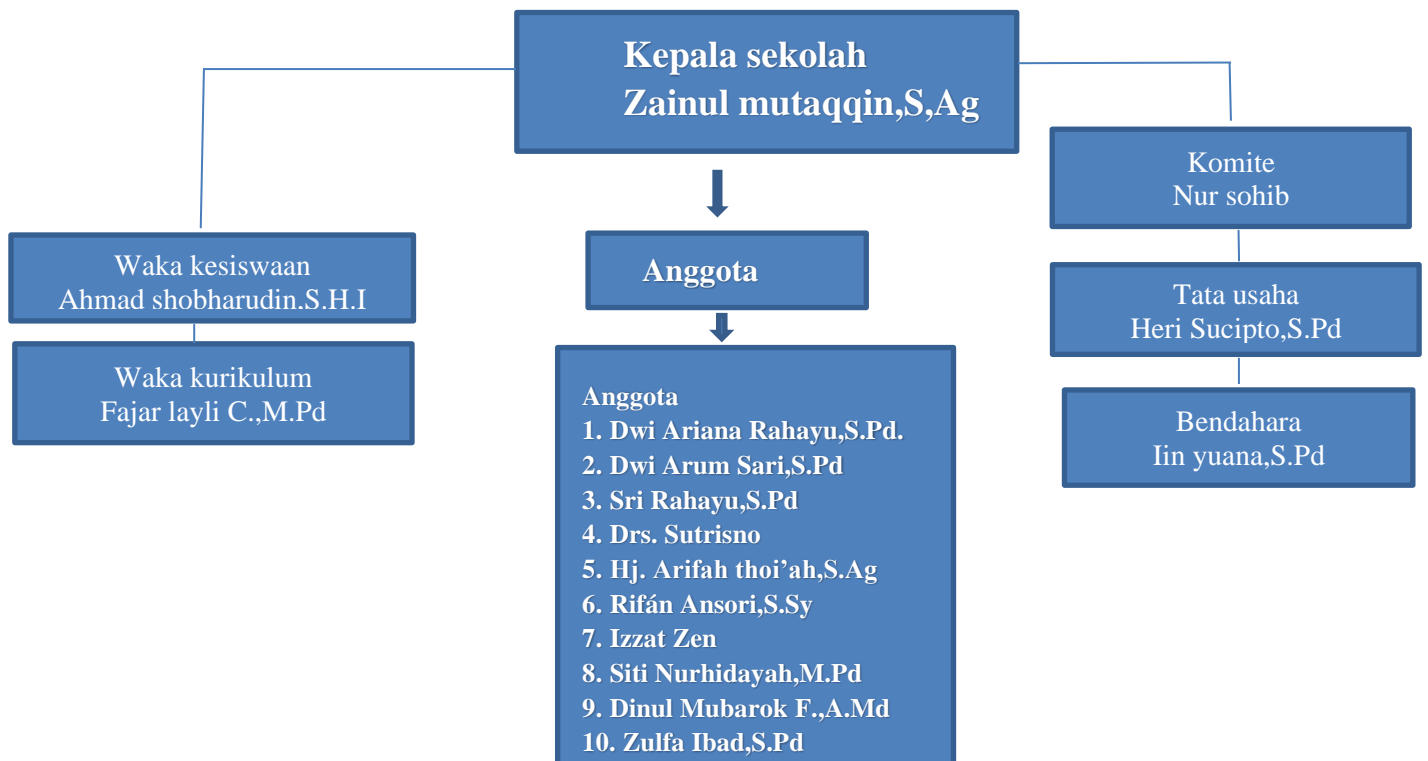 Kepala sekolah
Zainul mutaqqin,S,Ag
Komite
Nur sohib
Waka kesiswaan
Ahmad shobharudin.S.H.I
Anggota
Tata usaha
Heri Sucipto,S.Pd
Waka kurikulum
Fajar layli C.,M.Pd
Anggota
1. Dwi Ariana Rahayu,S.Pd.
2. Dwi Arum Sari,S.Pd
3. Sri Rahayu,S.Pd
4. Drs. Sutrisno
5. Hj. Arifah thoi’ah,S.Ag
6. Rifán Ansori,S.Sy
7. Izzat Zen
8. Siti Nurhidayah,M.Pd
9. Dinul Mubarok F.,A.Md
10. Zulfa Ibad,S.Pd
Bendahara
Iin yuana,S.Pd